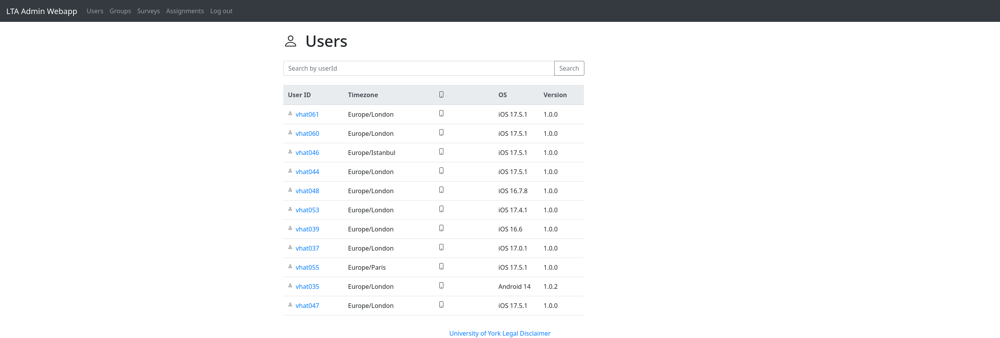 LTA Admin Webapp Users Groups Surveys Assignments Log out
Users
Search by userId Search
User ID Timezone OS Version
vhat061 Europe/London iOS 17.5.1 1.0.0
vhat060 Europe/London iOS 17.5.1 1.0.0
vhat046 Europe/Istanbul iOS 17.5.1 1.0.0
vhat044 Europe/London iOS 17.5.1 1.0.0
vhat048 Europe/London iOS 16.7.8 1.0.0
vhat053 Europe/London iOS 17.4.1 1.0.0
vhat039 Europe/London iOS 16.6 1.0.0
vhat037 Europe/London iOS 17.0.1 1.0.0
vhat055 Europe/Paris iOS 17.5.1 1.0.0
vhat035 Europe/London Android 14 1.0.2
vhat047 Europe/London iOS 17.5.1 1.0.0
University of York Legal Disclaimer